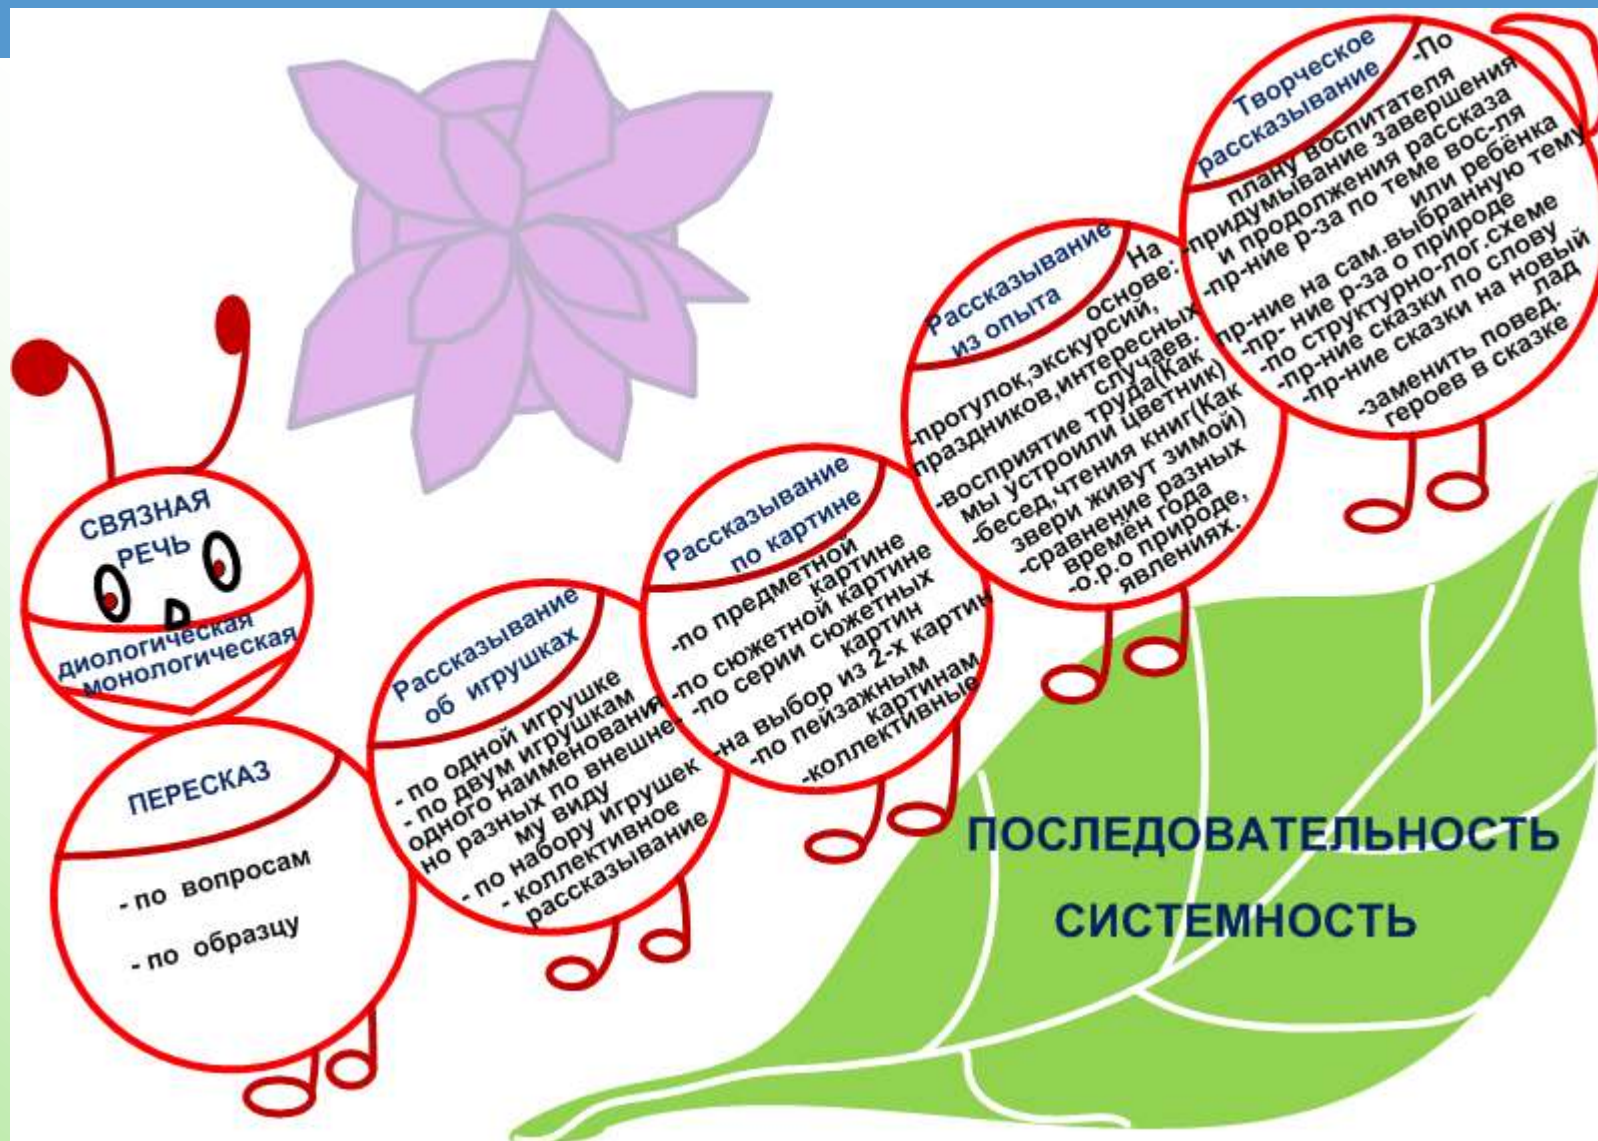 СВЯЗНАЯ
РЕЧЬ
диологическая
монологическая
ПЕРЕСКАЗ
- по вопросам
- по образцу
Рассказывание
об игрушках
- по одной игрушке
- по двум игрушкам
одного наименования
но разных по внешне-
му виду
- по набору игрушек
- коллективное
рассказывание
Рассказывание
по картине
-по предметной
картине
-по сюжетной картине
-по серии сюжетных
картин
-на выбор из 2-х картин
-по пейзажным
картинам
-коллективные
Рассказывание
из опыта
На
основе:
-прогулок,экскурсий,
праздников,интересных
случаев.
-восприятие труда(Как
мы устроили цветник)
-бесед,чтения книг(Как
звери живут зимой)
-сравнение разных
времён года
-о.р.о природе,
явлениях.
Творческое
рассказывание
-По
плану воспитателя
-придумывание завершения
и продолжения рассказа
-пр-ние р-за по теме вос-ля
или ребёнка
пр-ние на сам.выбранную тему
-пр- ние р-за о природе
-по структурно-лог.схеме
-пр-ние сказки по слову
-пр-ние сказки на новый
лад
-заменить повед.
героев в сказке
ПОСЛЕДОВАТЕЛЬНОСТЬ
СИСТЕМНОСТЬ